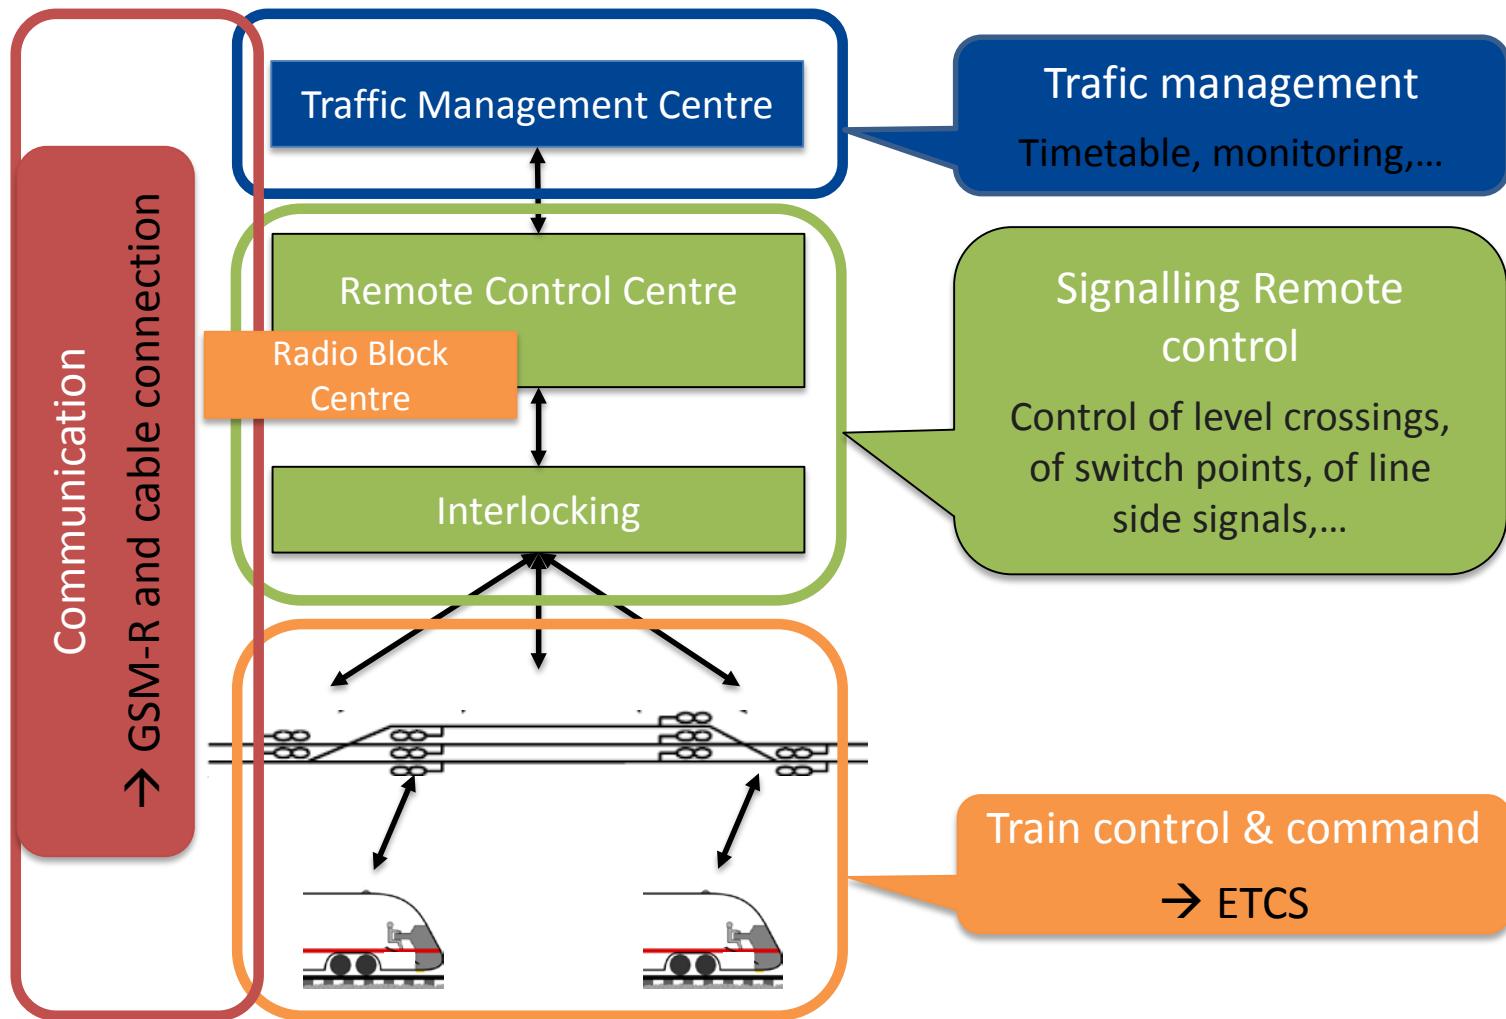 Traffic Management Centre
Trafic management
Timetable, monitoring,...
Communication
→ GSM-R and cable connection
Remote Control Centre
Radio Block
Centre
Interlocking
Signalling Remote
control
Control of level crossings,
of switch points, of line
side signals,...
Train control & command
→ ETCS